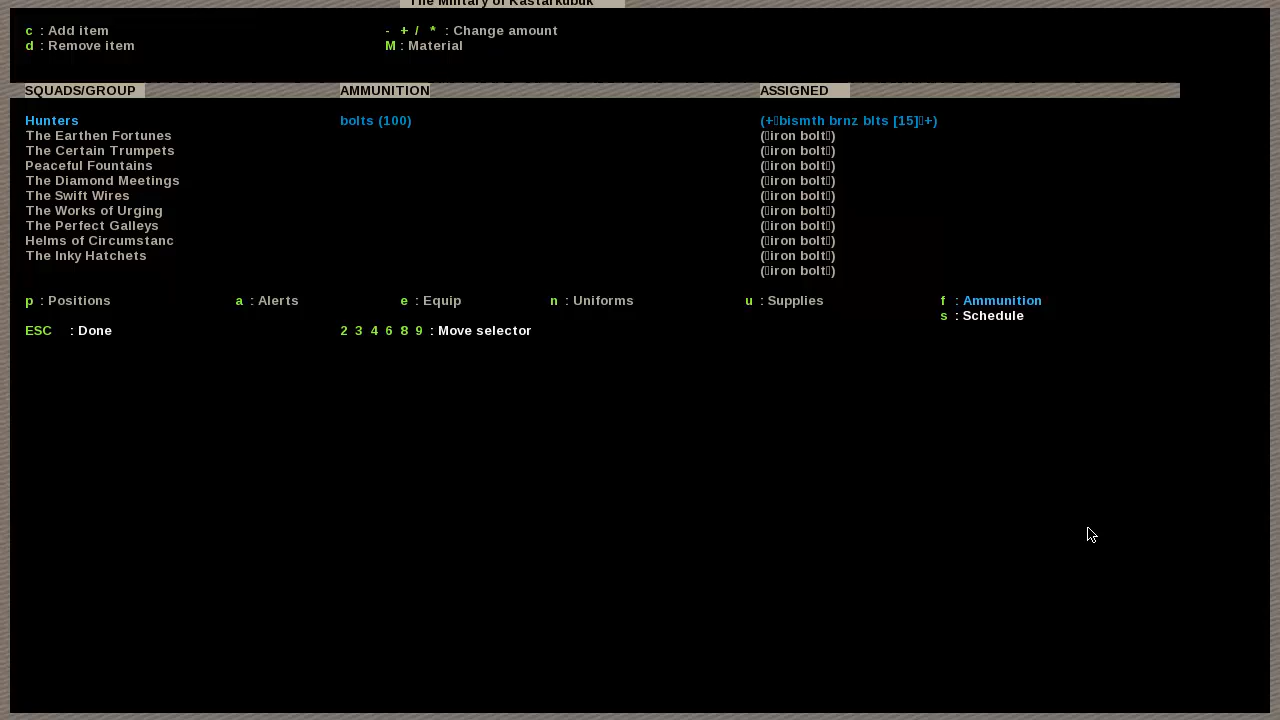 The Military of Kastarkubuk
c : Add item - + / * : Change amount
d : Remove item M : Material
SQUADS/GROUP AMMUNITION ASSIGNED
Hunters bolts (100) (+▯bismth brnz blts [15]▯+)
The Earthen Fortunes (▯iron bolt▯)
The Certain Trumpets (▯iron bolt▯)
Peaceful Fountains (▯iron bolt▯)
The Diamond Meetings (▯iron bolt▯)
The Swift Wires (▯iron bolt▯)
The Works of Urging (▯iron bolt▯)
The Perfect Galleys (▯iron bolt▯)
Helms of Circumstanc (▯iron bolt▯)
The Inky Hatchets (▯iron bolt▯)
(▯iron bolt▯)
p : Positions a : Alerts e : Equip n : Uniforms u : Supplies f : Ammunition
s : Schedule
ESC : Done 2 3 4 6 8 9 : Move selector